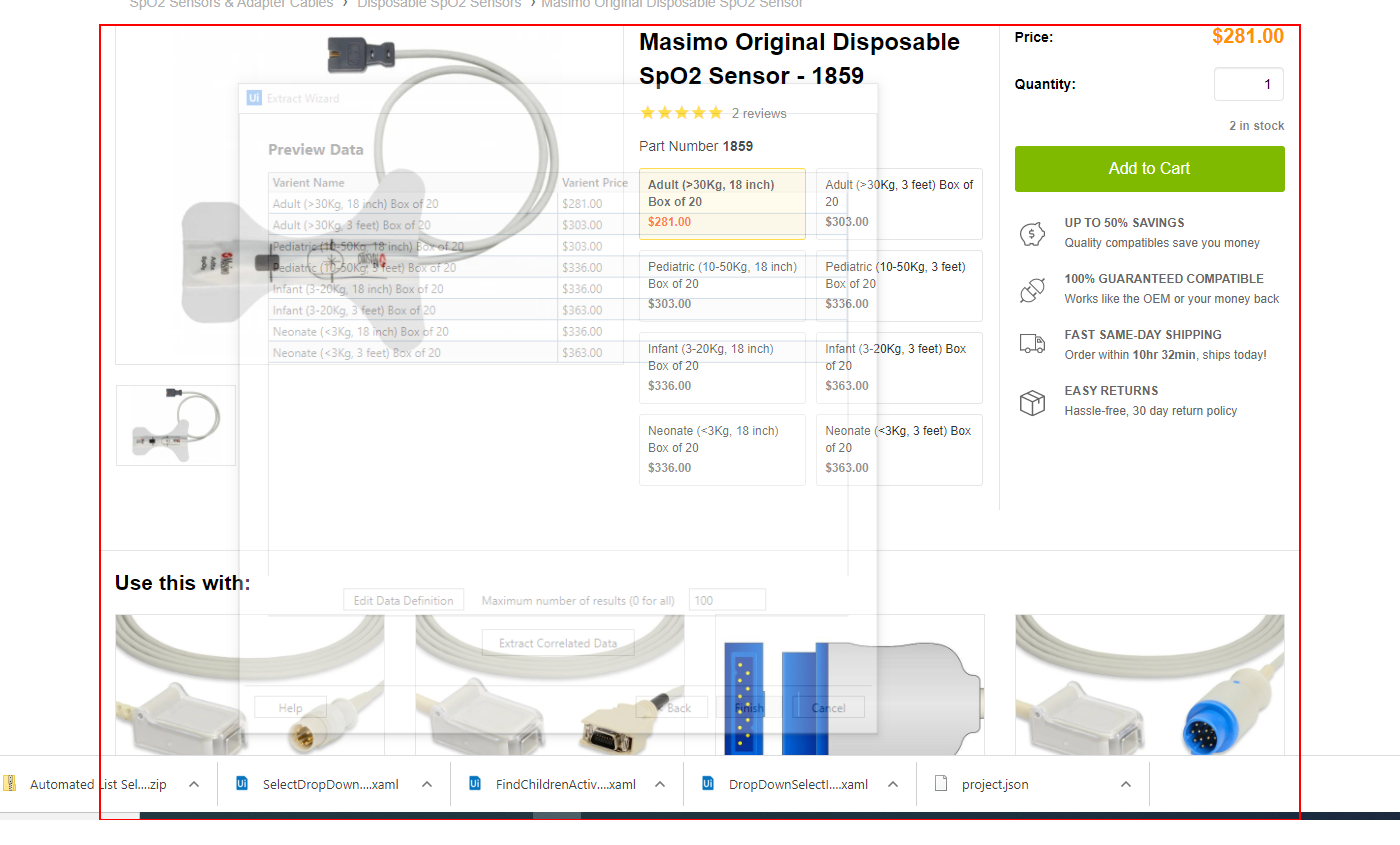 SpO2 Sensors & Adapter Cables › Disposable SpO2 Sensors › Masimo Original Disposable SpO2 Sensor
Masimo Original Disposable
SpO2 Sensor - 1859
2 reviews
Part Number 1859
Adult (>30Kg, 18 inch)
Box of 20
$281.00
Adult (>30Kg, 3 feet) Box of
20
$303.00
Pediatric (10-50Kg, 18 inch)
Box of 20
$303.00
Pediatric (10-50Kg, 3 feet)
Box of 20
$336.00
Infant (3-20Kg, 18 inch)
Box of 20
$336.00
Infant (3-20Kg, 3 feet) Box
of 20
$363.00
Neonate (<3Kg, 18 inch)
Box of 20
$336.00
Neonate (<3Kg, 3 feet) Box
of 20
$363.00
Price: $281.00
Quantity: 1
2 in stock
Add to Cart
UP TO 50% SAVINGS
Quality compatibles save you money
100% GUARANTEED COMPATIBLE
Works like the OEM or your money back
FAST SAME-DAY SHIPPING
Order within 10hr 32min, ships today!
EASY RETURNS
Hassle-free, 30 day return policy
Ui Extract Wizard
Preview Data
Varient Name Varient Price
Adult (>30Kg, 18 inch) Box of 20 $281.00
Adult (>30Kg, 3 feet) Box of 20 $303.00
Pediatric (10-50Kg, 18 inch) Box of 20 $303.00
Pediatric (10-50Kg, 3 feet) Box of 20 $336.00
Infant (3-20Kg, 18 inch) Box of 20 $336.00
Infant (3-20Kg, 3 feet) Box of 20 $363.00
Neonate (<3Kg, 18 inch) Box of 20 $336.00
Neonate (<3Kg, 3 feet) Box of 20 $363.00
Edit Data Definition Maximum number of results (0 for all) 100
Extract Correlated Data
Help < Back Finish Cancel
Use this with:
Automated List Sel....zip
Ui SelectDropDown....xaml
Ui FindChildrenActiv....xaml
Ui DropDownSelectI....xaml
project.json